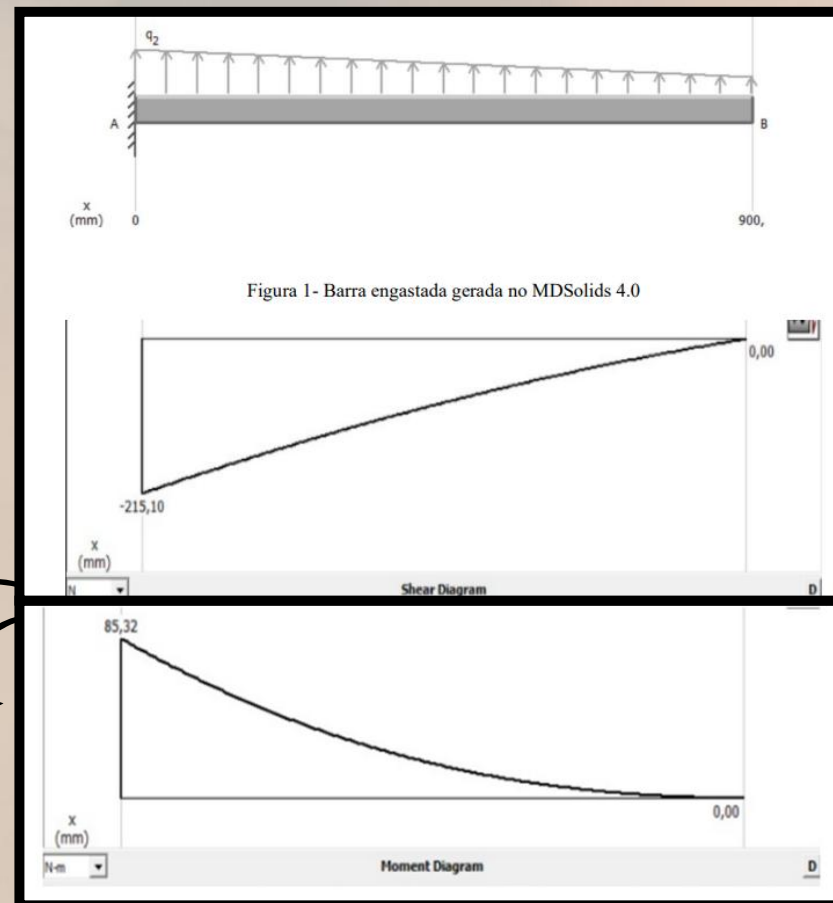 q2
A
B
x
(mm)
0
900,
Figura 1- Barra engastada gerada no MDSolids 4.0
0,00
-215,10
x
(mm)
N
Shear Diagram
D
85,32
0,00
x
(mm)
N-m
Moment Diagram
D